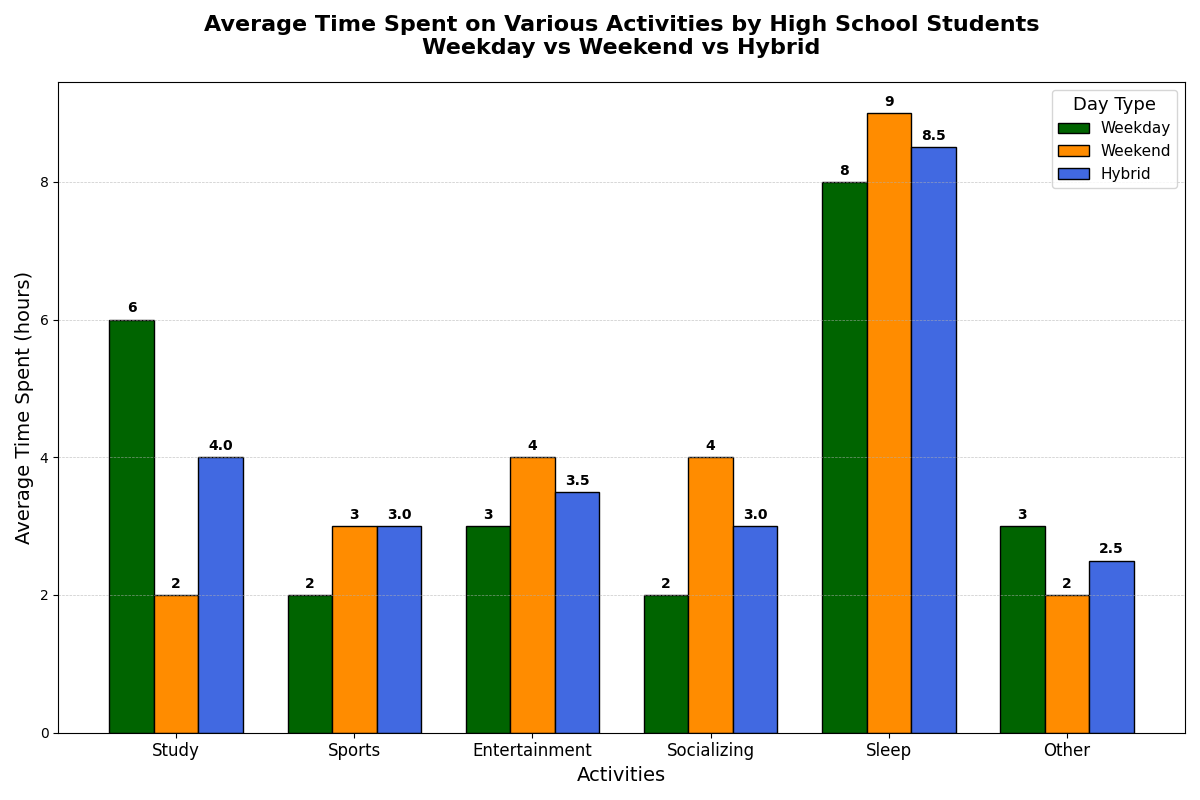 Average Time Spent on Various Activities by High School Students
Weekday vs Weekend vs Hybrid
Average Time Spent (hours)
8
6
4
2
0
6
2
4.0
2
3
3.0
3
4
3.5
2
4
3.0
8
9
8.5
3
2
2.5
Day Type
Weekday
Weekend
Hybrid
Study
Sports
Entertainment
Socializing
Sleep
Other
Activities